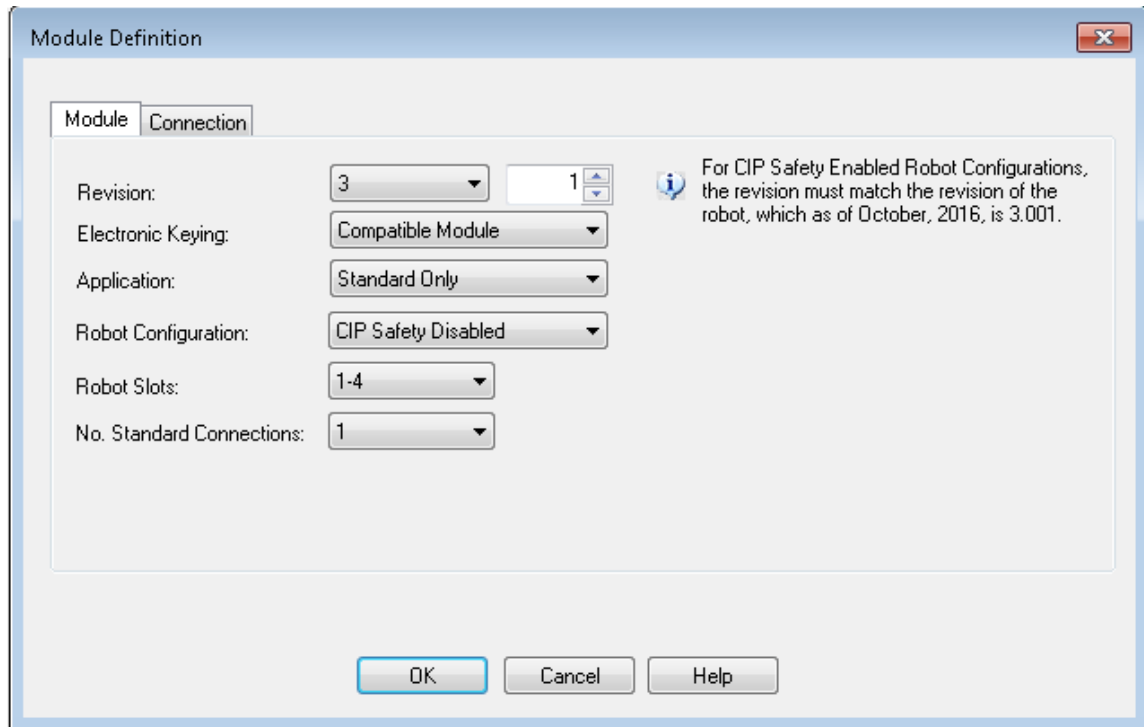 Module Definition
Module Connection
Revision: 3 1
For CIP Safety Enabled Robot Configurations,
the revision must match the revision of the
robot, which as of October, 2016, is 3.001.
Electronic Keying: Compatible Module
Application: Standard Only
Robot Configuration: CIP Safety Disabled
Robot Slots: 1-4
No. Standard Connections: 1
OK Cancel Help